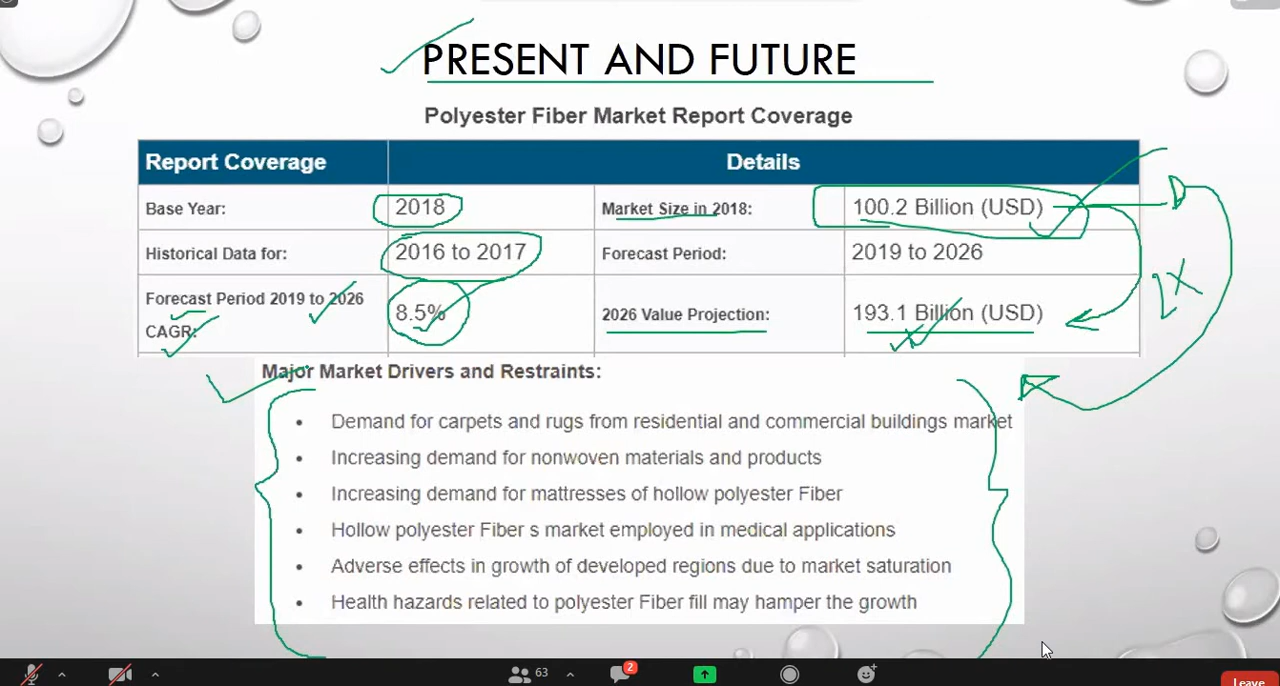 PRESENT AND FUTURE
Polyester Fiber Market Report Coverage
Report Coverage Details
Base Year: 2018 Market Size in 2018: 100.2 Billion (USD)
Historical Data for: 2016 to 2017 Forecast Period: 2019 to 2026
Forecast Period 2019 to 2026
CAGR: 8.5% 2026 Value Projection: 193.1 Billion (USD)
2X
Major Market Drivers and Restraints:
• Demand for carpets and rugs from residential and commercial buildings market
• Increasing demand for nonwoven materials and products
• Increasing demand for mattresses of hollow polyester Fiber
• Hollow polyester Fiber s market employed in medical applications
• Adverse effects in growth of developed regions due to market saturation
• Health hazards related to polyester Fiber fill may hamper the growth
63 2 Leave